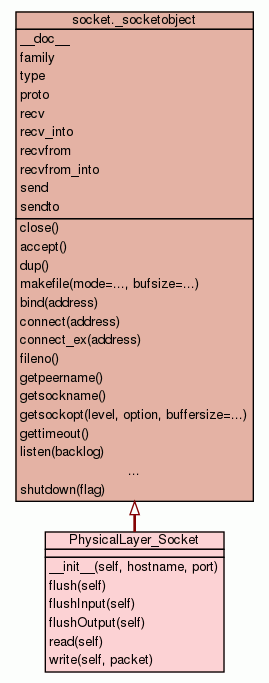 socket._socketobject
__doc__
family
type
proto
recv
recv_into
recvfrom
recvfrom_into
send
sendto
close()
accept()
dup()
makefile(mode=..., bufsize=...)
bind(address)
connect(address)
connect_ex(address)
fileno()
getpeername()
getsockname()
getsockopt(level, option, buffersize=...)
gettimeout()
listen(backlog)
...
shutdown(flag)
PhysicalLayer_Socket
__init__(self, hostname, port)
flush(self)
flushInput(self)
flushOutput(self)
read(self)
write(self, packet)